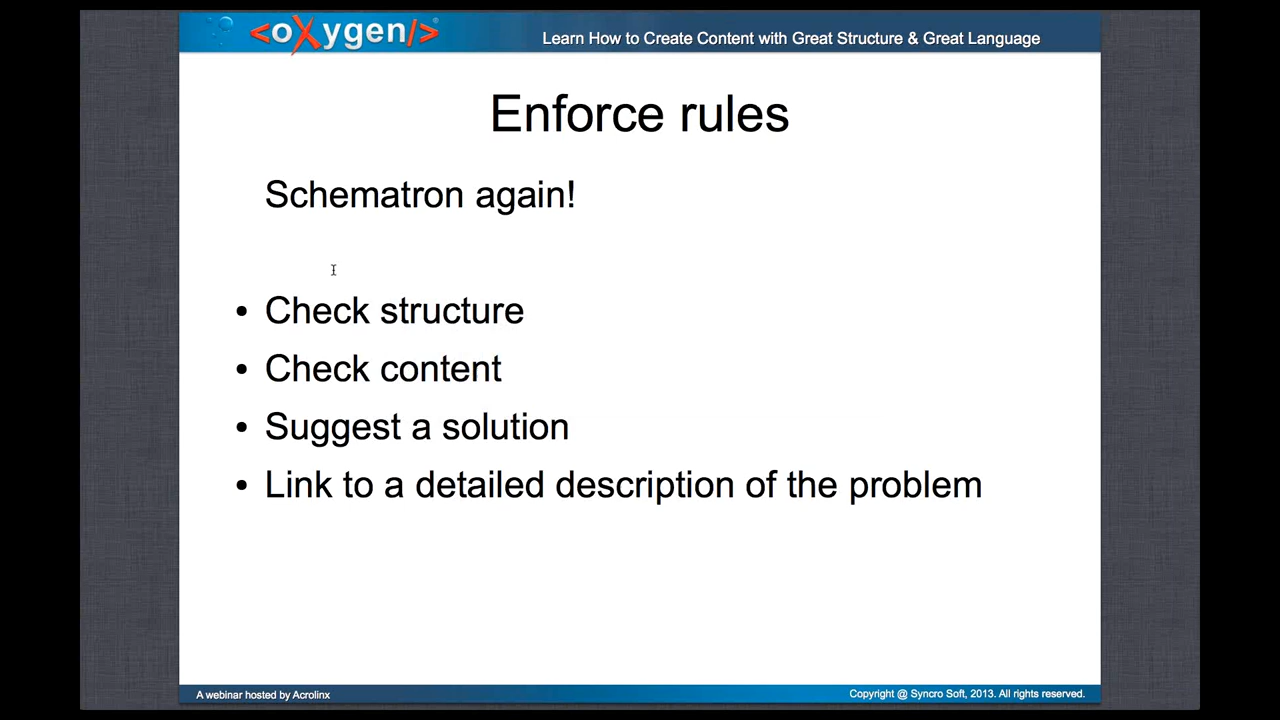 <oXygen/>®
Learn How to Create Content with Great Structure & Great Language
Enforce rules
Schematron again!
• Check structure
• Check content
• Suggest a solution
• Link to a detailed description of the problem
A webinar hosted by Acrolinx
Copyright @ Syncro Soft, 2013. All rights reserved.